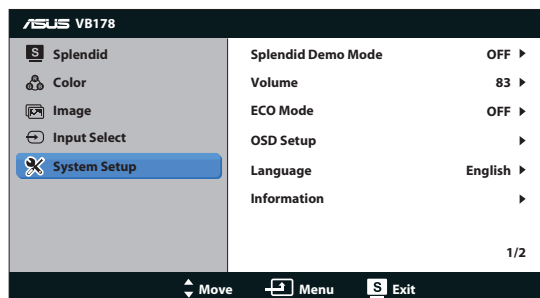 ASUS VB178
S Splendid
Color
Image
Input Select
System Setup
Splendid Demo Mode OFF
Volume 83
ECO Mode OFF
OSD Setup
Language English
Information
1/2
Move Menu S Exit